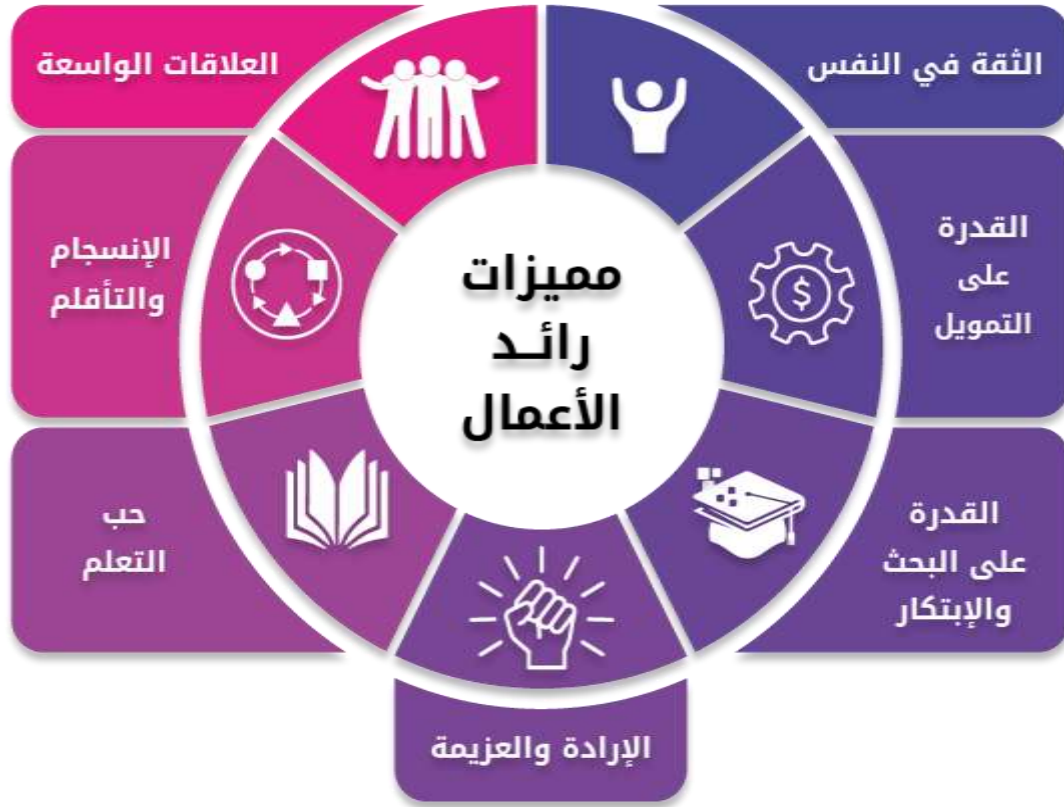 مميزات
رائــد
الأعمال
الثقة في النفس
القدرة
على
التمويل
القدرة
على البحث
والإبتكار
الإرادة والعزيمة
حب
التعلم
الإنسجام
والتأقلم
العلاقات الواسعة
$